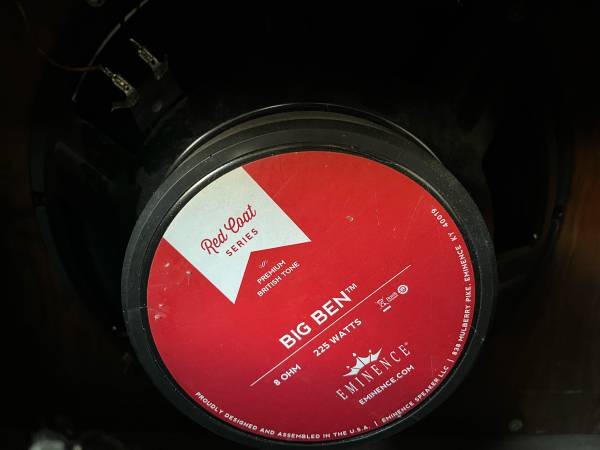 Red Coat
SERIES
PREMIUM
BRITISH TONE
BIG BEN™
8 OHM 225 WATTS
EMINENCE®
EMINENCE.COM
PROUDLY DESIGNED AND ASSEMBLED IN THE U.S.A. | EMINENCE SPEAKER LLC | 838 MULBERRY PIKE, EMINENCE KY 40019